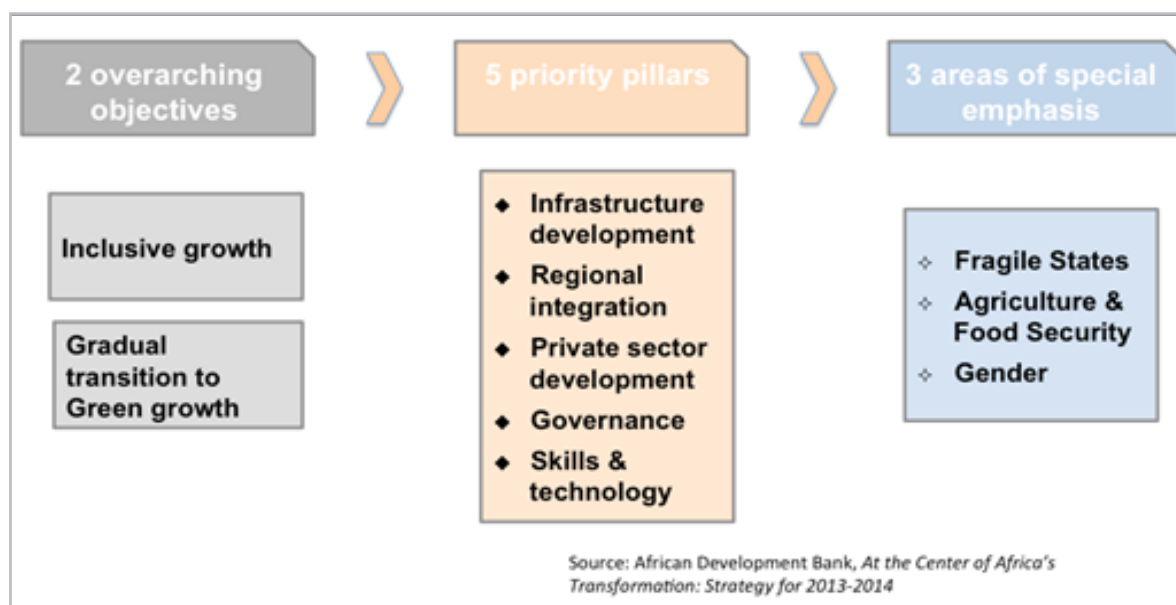 2 overarching
objectives
5 priority pillars
3 areas of special
emphasis
Inclusive growth
Gradual
transition to
Green growth
Infrastructure
development
Regional
integration
Private sector
development
Governance
Skills &
technology
Fragile States
Agriculture &
Food Security
Gender
Source: African Development Bank, At the Center of Africa's
Transformation: Strategy for 2013-2014